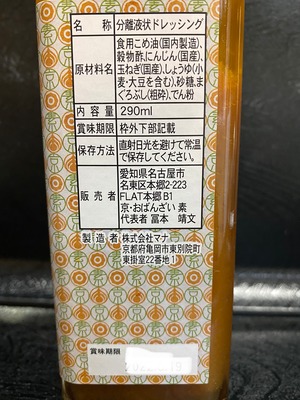 名 称 分離液状ドレッシング
原材料名 食用こめ油(国内製造)、
穀物酢、にんじん(国産)、
玉ねぎ(国産)、しょうゆ(小
麦・大豆を含む)、砂糖、ま
ぐろぶし(粗砕)、でん粉
内容量 290ml
賞味期限 枠外下部記載
保存方法 直射日光を避けて常温
で保存してください。
販売者 愛知県名古屋市
名東区本郷2-223
FLAT本郷B1
京・おばんざい 素
代表者 冨本 靖文
製造者 株式会社マナ
京都府亀岡市東別院町
東掛室22番地1
賞味期限